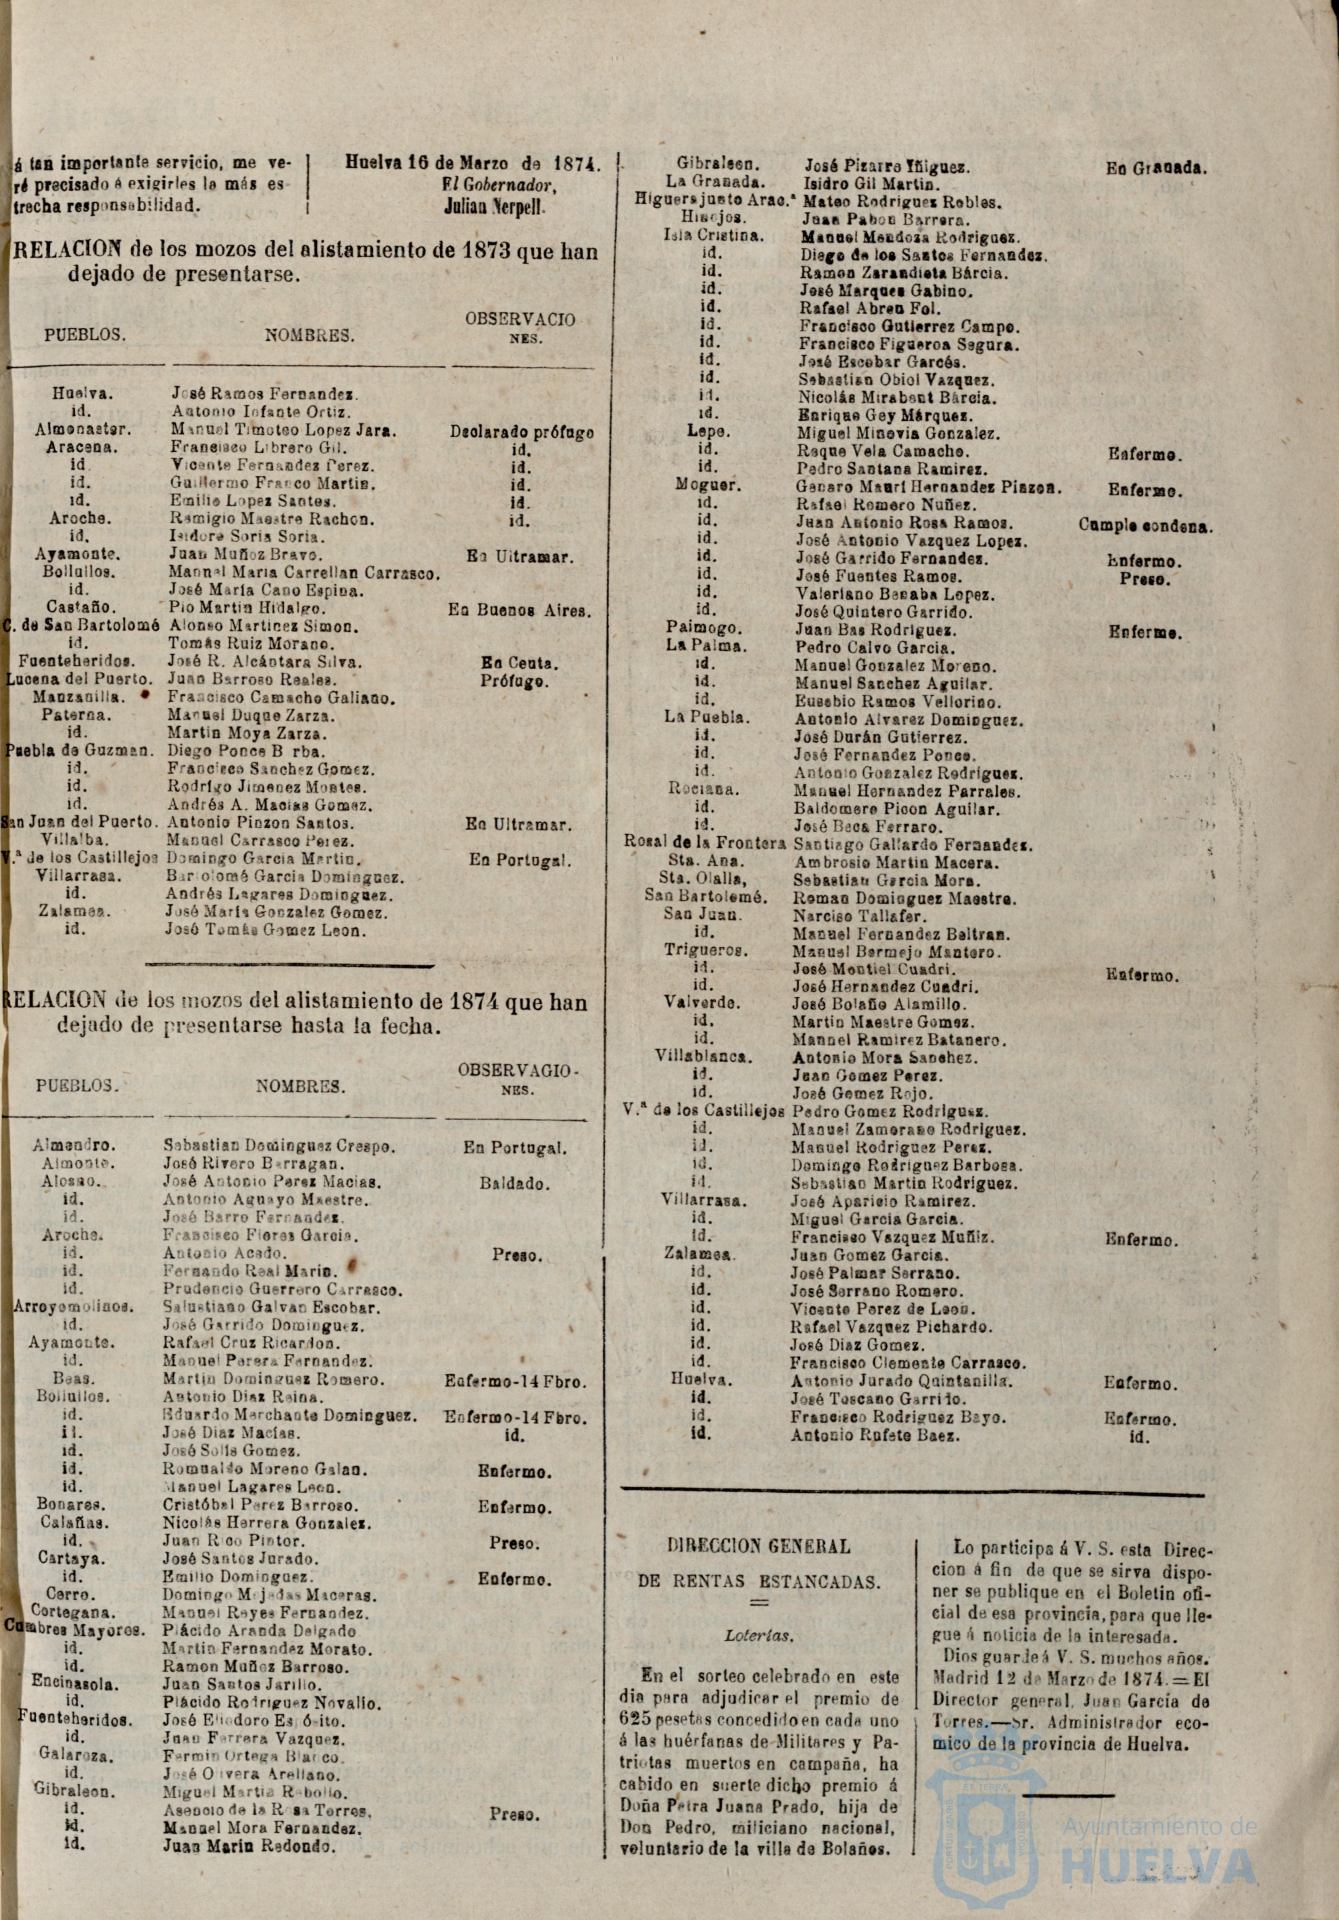 á tan importante servicio, me ve-
ré precisado á exigirles la más es
trecha responsabilidad.
Huelva 16 de Marzo de 1874.
El Gobernador,
Julian Verpell.
RELACION de los mozos del alistamiento de 1873 que han
dejado de presentarse.
PUEBLOS. NOMBRES. OBSERVACIO
NES.
Huelva. José Ramos Fernandez.
id. Antonio Infante Ortiz.
Almonaster. Manuel Timoteo Lopez Jara. Declarado prófugo
Aracena. Francisco Librero Gil. id.
id. Vicente Fernandez Perez. id.
id. Guillermo Franco Martin. id.
id. Emilio Lopez Santos. id.
Aroche. Remigio Maestre Rachon. id.
id. Isidoro Soria Soria.
Ayamonte. Juan Muñoz Bravo. En Ultramar.
Bollullos. Manuel Maria Carrellan Carrasco.
id. José María Cano Espina.
Castaño. Pio Martin Hidalgo. En Buenos Aires.
C. de San Bartolomé Alonso Martinez Simon.
id. Tomás Ruiz Morano.
Fuenteheridos. José R. Alcántara Silva. En Ceuta.
Lucena del Puerto. Juan Barroso Reales. Prófugo.
Manzanilla. Francisco Camacho Galiano.
Paterna. Manuel Duque Zarza.
id. Martin Moya Zarza.
Puebla de Guzman. Diego Ponce B rba.
id. Francisco Sanchez Gomez.
id. Rodrigo Jimenez Montes.
id. Andrés A. Macias Gomez.
San Juan del Puerto. Antonio Pinzon Santos. En Ultramar.
Villalba. Manuel Carrasco Perez.
V.ª de los Castillejos Domingo Garcia Martin. En Portugal.
Villarrasa. Bartolomé Garcia Dominguez.
id. Andrés Lagares Dominguez.
Zalamea. José María Gonzalez Gomez.
id. José Tomás Gomez Leon.
RELACION de los mozos del alistamiento de 1874 que han
dejado de presentarse hasta la fecha.
PUEBLOS. NOMBRES. OBSERVACIO-
NES.
Almendro. Sebastian Dominguez Crespo. En Portugal.
Almonte. José Rivero Barragan.
Alosno. José Antonio Perez Macias. Baldado.
id. Antonio Aguayo Maestre.
id. José Barro Fernandez.
Aroche. Francisco Flores Garcia.
id. Antonio Acedo. Preso.
id. Fernando Real Marin.
id. Prudencio Guerrero Carrasco.
Arroyomolinos. Salustiano Galvan Escobar.
id. José Garrido Dominguez.
Ayamonte. Rafael Cruz Ricardon.
id. Manuel Perera Fernandez.
Beas. Martin Dominguez Romero. Enfermo-14 Fbro.
Bollullos. Antonio Diaz Reina.
id. Eduardo Merchante Dominguez. Enfermo-14 Fbro.
id. José Diaz Macías. id.
id. José Solis Gomez.
id. Romualdo Moreno Galan. Enfermo.
id. Manuel Lagares Leon.
Bonares. Cristóbal Perez Barroso. Enfermo.
Calañas. Nicolás Herrera Gonzalez.
id. Juan Rico Pintor. Preso.
Cartaya. José Santos Jurado.
id. Emilio Dominguez. Enfermo.
Cerro. Domingo Mejadas Maceras.
Cortegana. Manuel Reyes Fernandez.
Cumbres Mayores. Plácido Aranda Delgado
id. Martin Fernandez Morato.
id. Ramon Muñoz Barroso.
Encinasola. Juan Santos Jarillo.
id. Plácido Rodriguez Novalio.
Fuenteheridos. José Eliodoro Espósito.
id. Juan Ferrera Vazquez.
Galaroza. Fermin Ortega Blanco.
id. José Olvera Arellano.
Gibraleon. Miguel Martin Rebollo.
id. Asencio de la Rosa Torres. Preso.
id. Manuel Mora Fernandez.
id. Juan Marin Redondo.
Gibraleon. José Pizarro Iñiguez. En Granada.
La Granada. Isidro Gil Martin.
Higuera junto Arac.ª Mateo Rodriguez Robles.
Hinojos. Juan Pabon Barrera.
Isla Cristina. Manuel Mendoza Rodriguez.
id. Diego de los Santos Fernandez.
id. Ramon Zarandieta Bárcia.
id. José Marques Gabino.
id. Rafael Abreu Fol.
id. Francisco Gutierrez Campo.
id. Francisco Figueroa Segura.
id. José Escobar Garcés.
id. Sebastian Obiol Vazquez.
id. Nicolás Mirabent Bárcia.
id. Enrique Gey Márquez.
Lepe. Miguel Minovia Gonzalez.
id. Roque Vela Camacho. Enfermo.
id. Pedro Santana Ramirez.
Moguer. Genaro Mauri Hernandez Pinzon. Enfermo.
id. Rafael Romero Nuñez.
id. Juan Antonio Rosa Ramos. Cumple condena.
id. José Antonio Vazquez Lopez.
id. José Garrido Fernandez. Enfermo.
id. José Fuentes Ramos. Preso.
id. Valeriano Benaba Lopez.
id. José Quintero Garrido.
Paimogo. Juan Bas Rodriguez. Enfermo.
La Palma. Pedro Calvo Garcia.
id. Manuel Gonzalez Moreno.
id. Manuel Sanchez Aguilar.
id. Eusebio Ramos Vellorino.
La Puebla. Antonio Alvarez Dominguez.
id. José Durán Gutierrez.
id. José Fernandez Ponce.
id. Antonio Gonzalez Rodriguez.
Rociana. Manuel Hernandez Parrales.
id. Baldomero Picon Aguilar.
id. José Beca Ferraro.
Rosal de la Frontera Santiago Gallardo Fernandez.
Sta. Ana. Ambrosio Martin Macera.
Sta. Olalla, Sebastian Garcia Mora.
San Bartolomé. Roman Dominguez Maestre.
San Juan. Narciso Tallafer.
id. Manuel Fernandez Beltran.
Trigueros. Manuel Bermejo Mantero.
id. José Montiel Cuadri. Enfermo.
id. José Hernandez Cuadri.
Valverde. José Bolaño Alamillo.
id. Martin Maestre Gomez.
id. Manuel Ramirez Batanero.
Villablanca. Antonio Mora Sanchez.
id. Juan Gomez Perez.
id. José Gomez Rojo.
V.ª de los Castillejos Pedro Gomez Rodriguez.
id. Manuel Zamorano Rodriguez.
id. Manuel Rodriguez Perez.
id. Domingo Rodriguez Barbosa.
id. Sebastian Martin Rodriguez.
Villarrasa. José Aparicio Ramirez.
id. Miguel Garcia Garcia.
id. Francisco Vazquez Muñiz. Enfermo.
Zalamea. Juan Gomez Garcia.
id. José Palmar Serrano.
id. José Serrano Romero.
id. Vicente Perez de Leon.
id. Rafael Vazquez Pichardo.
id. José Diaz Gomez.
id. Francisco Clemente Carrasco.
Huelva. Antonio Jurado Quintanilla. Enfermo.
id. José Toscano Garrido.
id. Francisco Rodriguez Bayo. Enfermo.
id. Antonio Rufete Baez. id.
DIRECCION GENERAL
DE RENTAS ESTANCADAS.
Loterías.
En el sorteo celebrado en este
dia para adjudicar el premio de
625 pesetas concedido en cada uno
á las huérfanas de Militares y Pa-
triotas muertos en campaña, ha
cabido en suerte dicho premio á
Doña Petra Juana Prado, hija de
Don Pedro, miliciano nacional,
voluntario de la villa de Bolaños.
Lo participa á V. S. esta Direc-
cion á fin de que se sirva dispo-
ner se publique en el Boletin ofi-
cial de esa provincia, para que lle-
gue á noticia de la interesada.
Dios guarde á V. S. muchos años.
Madrid 12 de Marzo de 1874.=El
Director general, Juan García de
Torres.—Sr. Administrador eco-
mico de la provincia de Huelva.
Ayuntamiento de
HUELVA